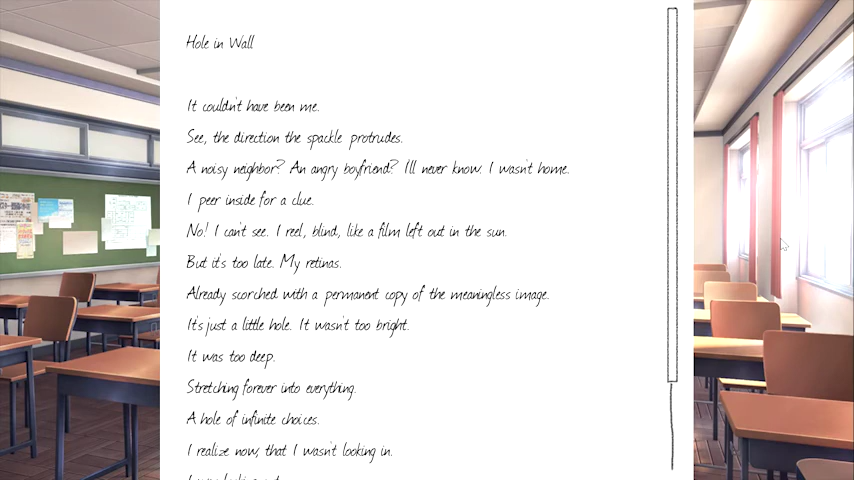 Hole in Wall
It couldn't have been me.
See, the direction the spackle protrudes.
A noisy neighbor? An angry boyfriend? I'll never know. I wasn't home.
I peer inside for a clue.
No! I can't see. I reel, blind, like a film left out in the sun.
But it's too late. My retinas.
Already scorched with a permanent copy of the meaningless image.
It's just a little hole. It wasn't too bright.
It was too deep.
Stretching forever into everything.
A hole of infinite choices.
I realize now, that I wasn't looking in.